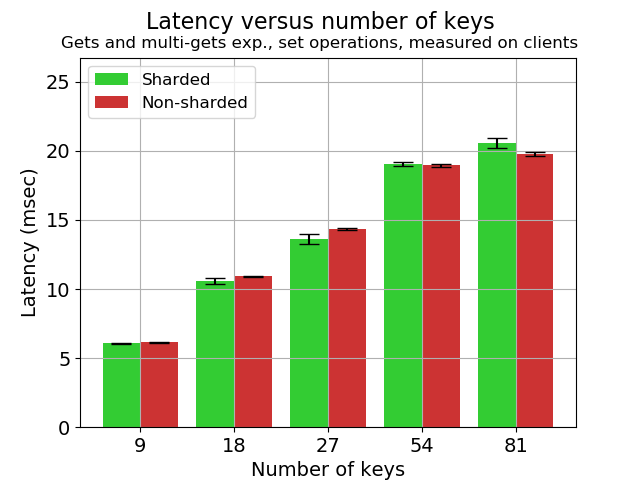 Latency versus number of keys
Gets and multi-gets exp., set operations, measured on clients
Sharded
Non-sharded
Latency (msec)
25
20
15
10
5
0
9 18 27 54 81
Number of keys